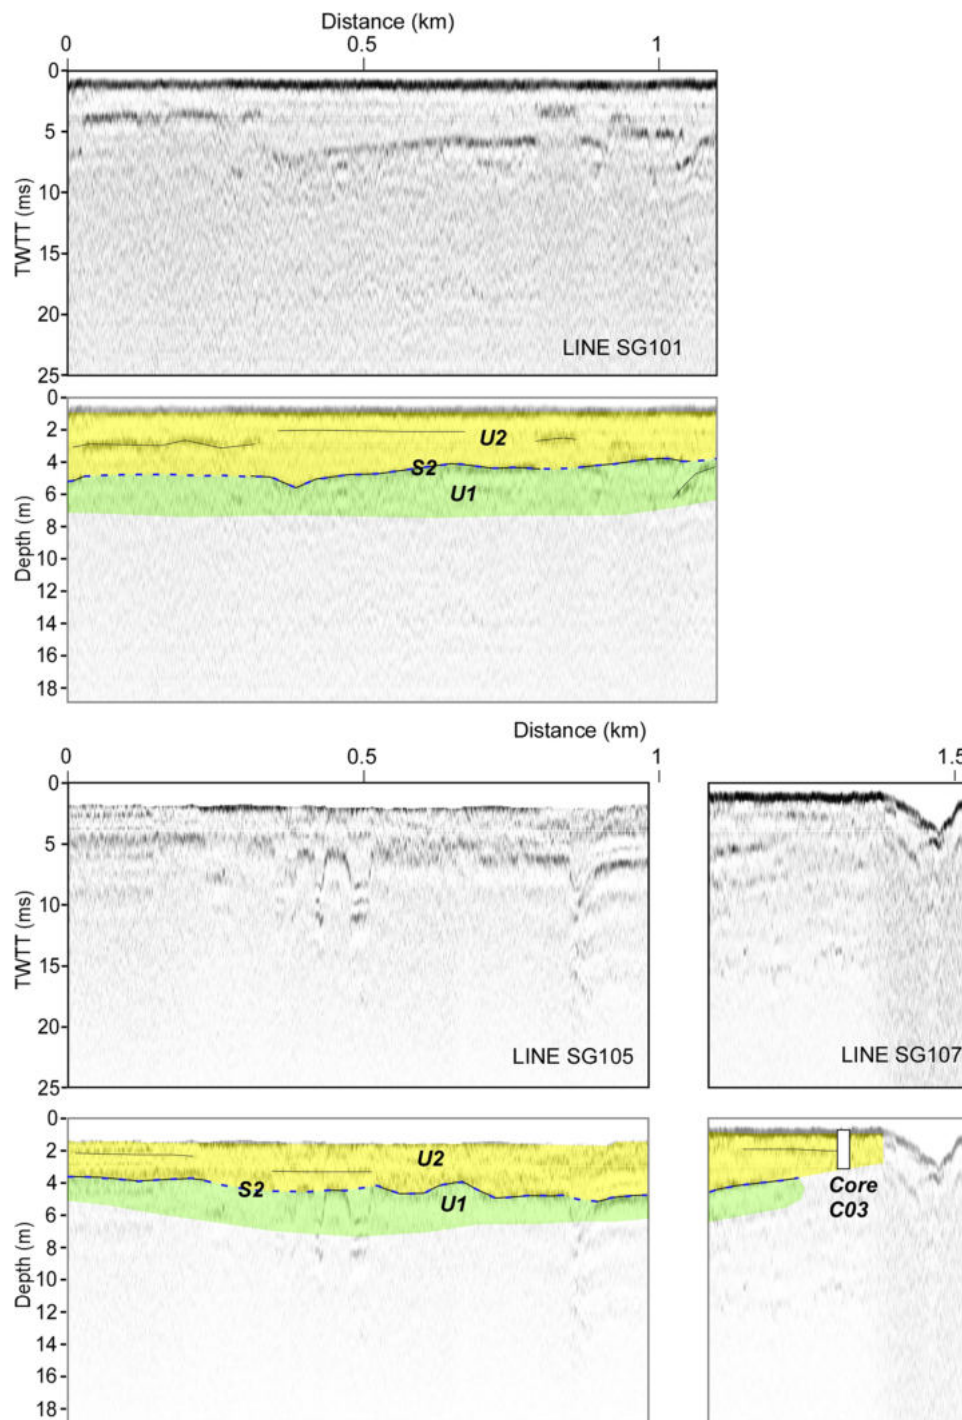 Distance (km)
0 0.5 1
0
5
10
15
20
25
TWTT (ms)
LINE SG101
0
2
4
6
8
10
12
14
16
18
Depth (m)
U2
S2
U1
Distance (km)
0 0.5 1 1.5
0
5
10
15
20
25
TWTT (ms)
LINE SG105
LINE SG107
0
2
4
6
8
10
12
14
16
18
Depth (m)
U2
S2
U1
Core
C03